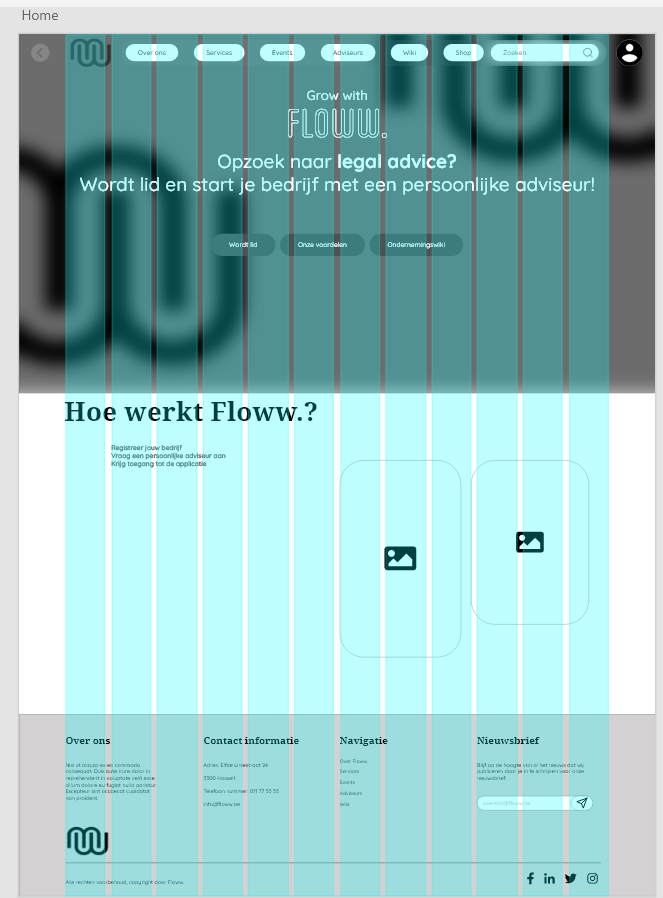 Home
Over ons
Services
Events
Adviseurs
Wiki
Shop
Zoeken
Grow with
FLOWW.
Opzoek naar legal advice?
Wordt lid en start je bedrijf met een persoonlijke adviseur!
Wordt lid
Onze voordelen
Ondernemingswiki
Hoe werkt Floww.?
Registreer jouw bedrijf
Vraag een persoonlijke adviseur aan
Krijg toegang tot de applicatie
Over ons
Nisi ut aliquip ex ea commodo
consequat. Duis aute irure dolor in
reprehenderit in voluptate velit esse
cillum dolore eu fugiat nulla pariatur.
Excepteur sint occaecat cupidatat
non proident.
Contact informatie
Adres: Elfde Liniestraat 24
3500 Hasselt
Telefoon nummer: 011 77 55 55
info@floww.be
Navigatie
Over Floww.
Services
Events
Adviseurs
Wiki
Nieuwsbrief
Blijf op de hoogte van al het nieuws dat wij
publiceren door je in te schrijven voor onze
nieuwsbrief.
Alle rechten voorbehoud, copyright door Floww.